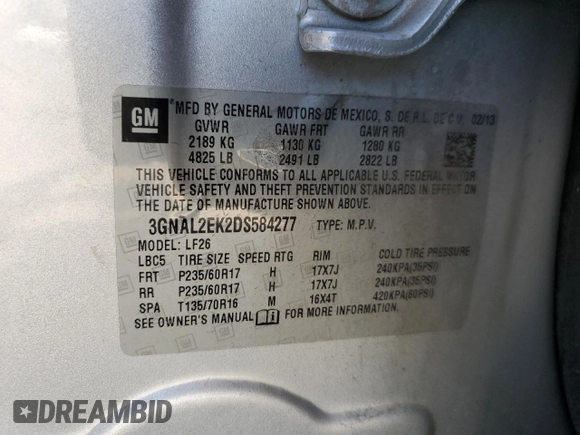 GM
MFD BY GENERAL MOTORS DE MEXICO, S. DE R.L. DE C.V. 02/13
GVWR GAWR FRT GAWR RR
2189 KG 1130 KG 1280 KG
4825 LB 2491 LB 2822 LB
THIS VEHICLE CONFORMS TO ALL APPLICABLE U.S. FEDERAL MOTOR
VEHICLE SAFETY AND THEFT PREVENTION STANDARDS IN EFFECT ON
THE DATE OF MANUFACTURE SHOWN ABOVE.
3GNAL2EK2DS584277 TYPE: M.P.V.
MODEL: LF26
LBC5 TIRE SIZE SPEED RTG RIM COLD TIRE PRESSURE
FRT P235/60R17 H 17X7J 240KPA(35PSI)
RR P235/60R17 H 17X7J 240KPA(35PSI)
SPA T135/70R16 M 16X4T 420KPA(60PSI)
SEE OWNER'S MANUAL FOR MORE INFORMATION.
DREAMBID